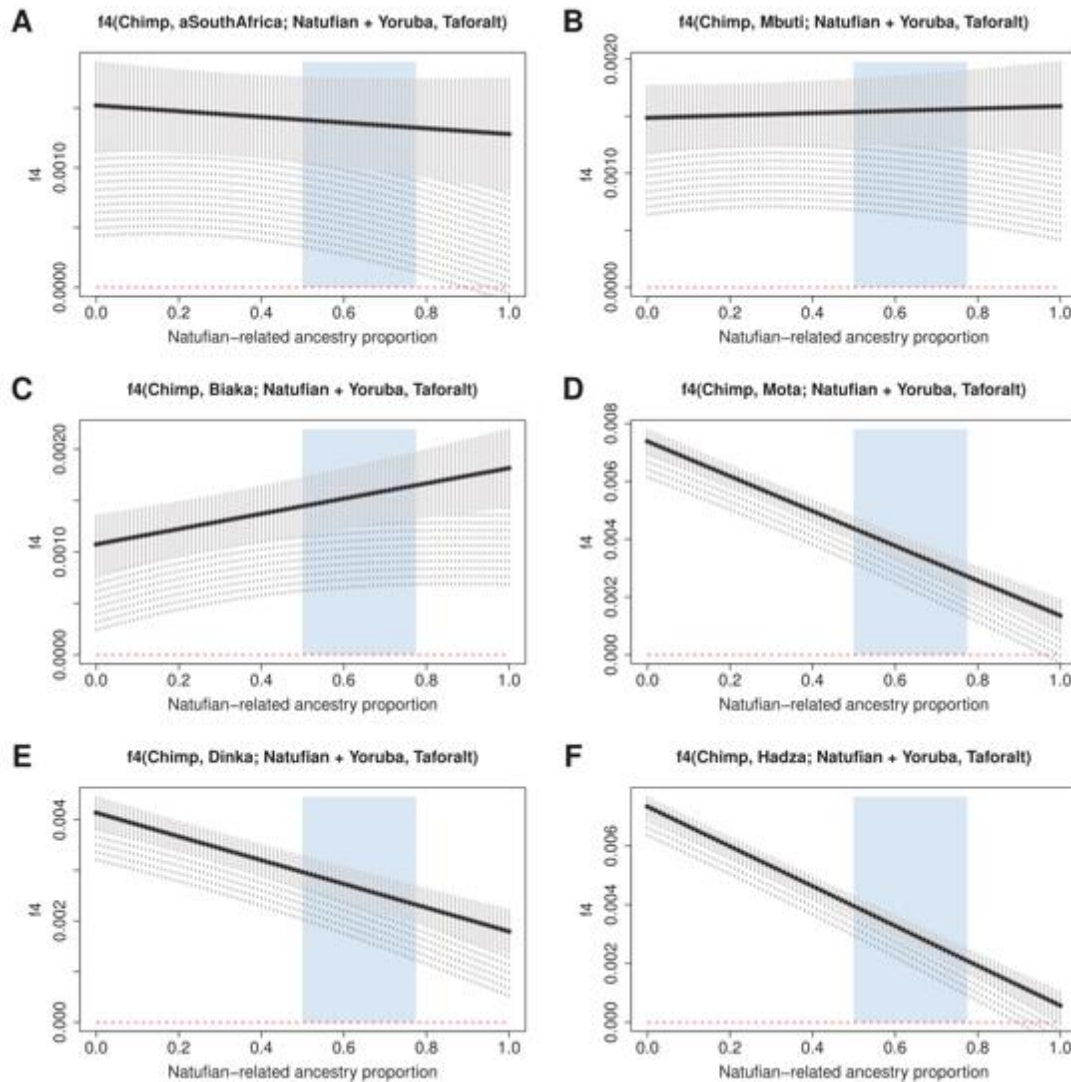 A
f4(Chimp, aSouthAfrica; Natufian + Yoruba, Taforalt)
f4
0.0000
0.0010
0.0 0.2 0.4 0.6 0.8 1.0
Natufian−related ancestry proportion
B
f4(Chimp, Mbuti; Natufian + Yoruba, Taforalt)
f4
0.0000
0.0010
0.0020
0.0 0.2 0.4 0.6 0.8 1.0
Natufian−related ancestry proportion
C
f4(Chimp, Biaka; Natufian + Yoruba, Taforalt)
f4
0.0000
0.0010
0.0020
0.0 0.2 0.4 0.6 0.8 1.0
Natufian−related ancestry proportion
D
f4(Chimp, Mota; Natufian + Yoruba, Taforalt)
f4
0.000
0.002
0.004
0.006
0.008
0.0 0.2 0.4 0.6 0.8 1.0
Natufian−related ancestry proportion
E
f4(Chimp, Dinka; Natufian + Yoruba, Taforalt)
f4
0.000
0.002
0.004
0.0 0.2 0.4 0.6 0.8 1.0
Natufian−related ancestry proportion
F
f4(Chimp, Hadza; Natufian + Yoruba, Taforalt)
f4
0.000
0.002
0.004
0.006
0.0 0.2 0.4 0.6 0.8 1.0
Natufian−related ancestry proportion